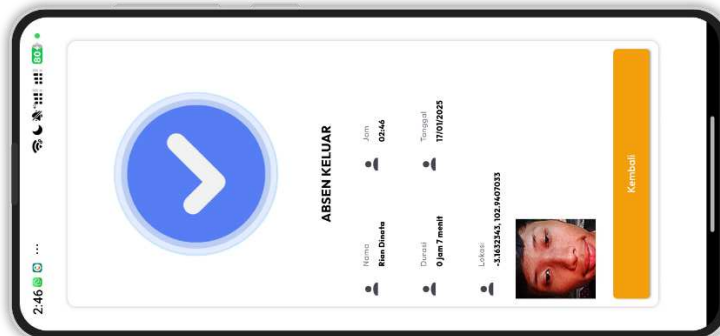 2:46 ...
80+
ABSEN KELUAR
Nama
Rian Dinata
Jam
02:46
Durasi
0 jam 7 menit
Tanggal
17/01/2025
Lokasi
-3.1632343, 102.9407033
Kembali